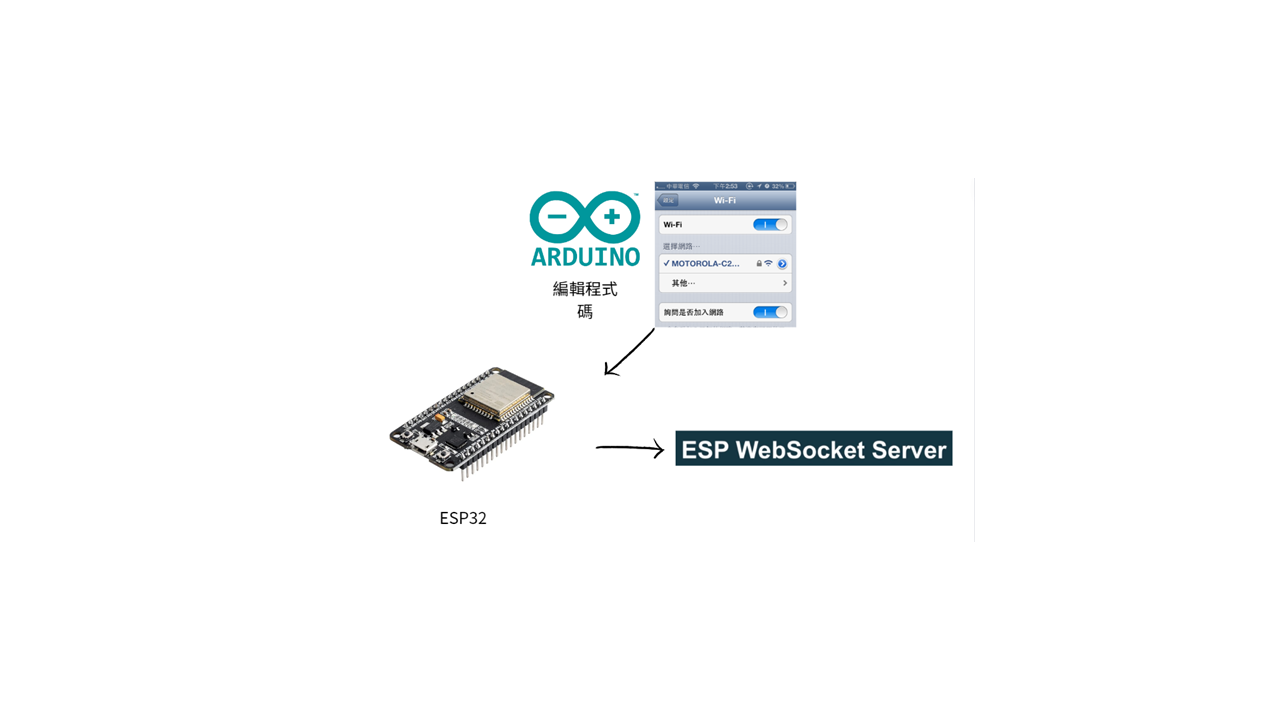 ARDUINO
編輯程式
碼
中華電信 下午2:53 32%
設定 Wi-Fi
Wi-Fi
選擇網路…
MOTOROLA-C2...
其他…
詢問是否加入網路
ESP WebSocket Server
ESP32